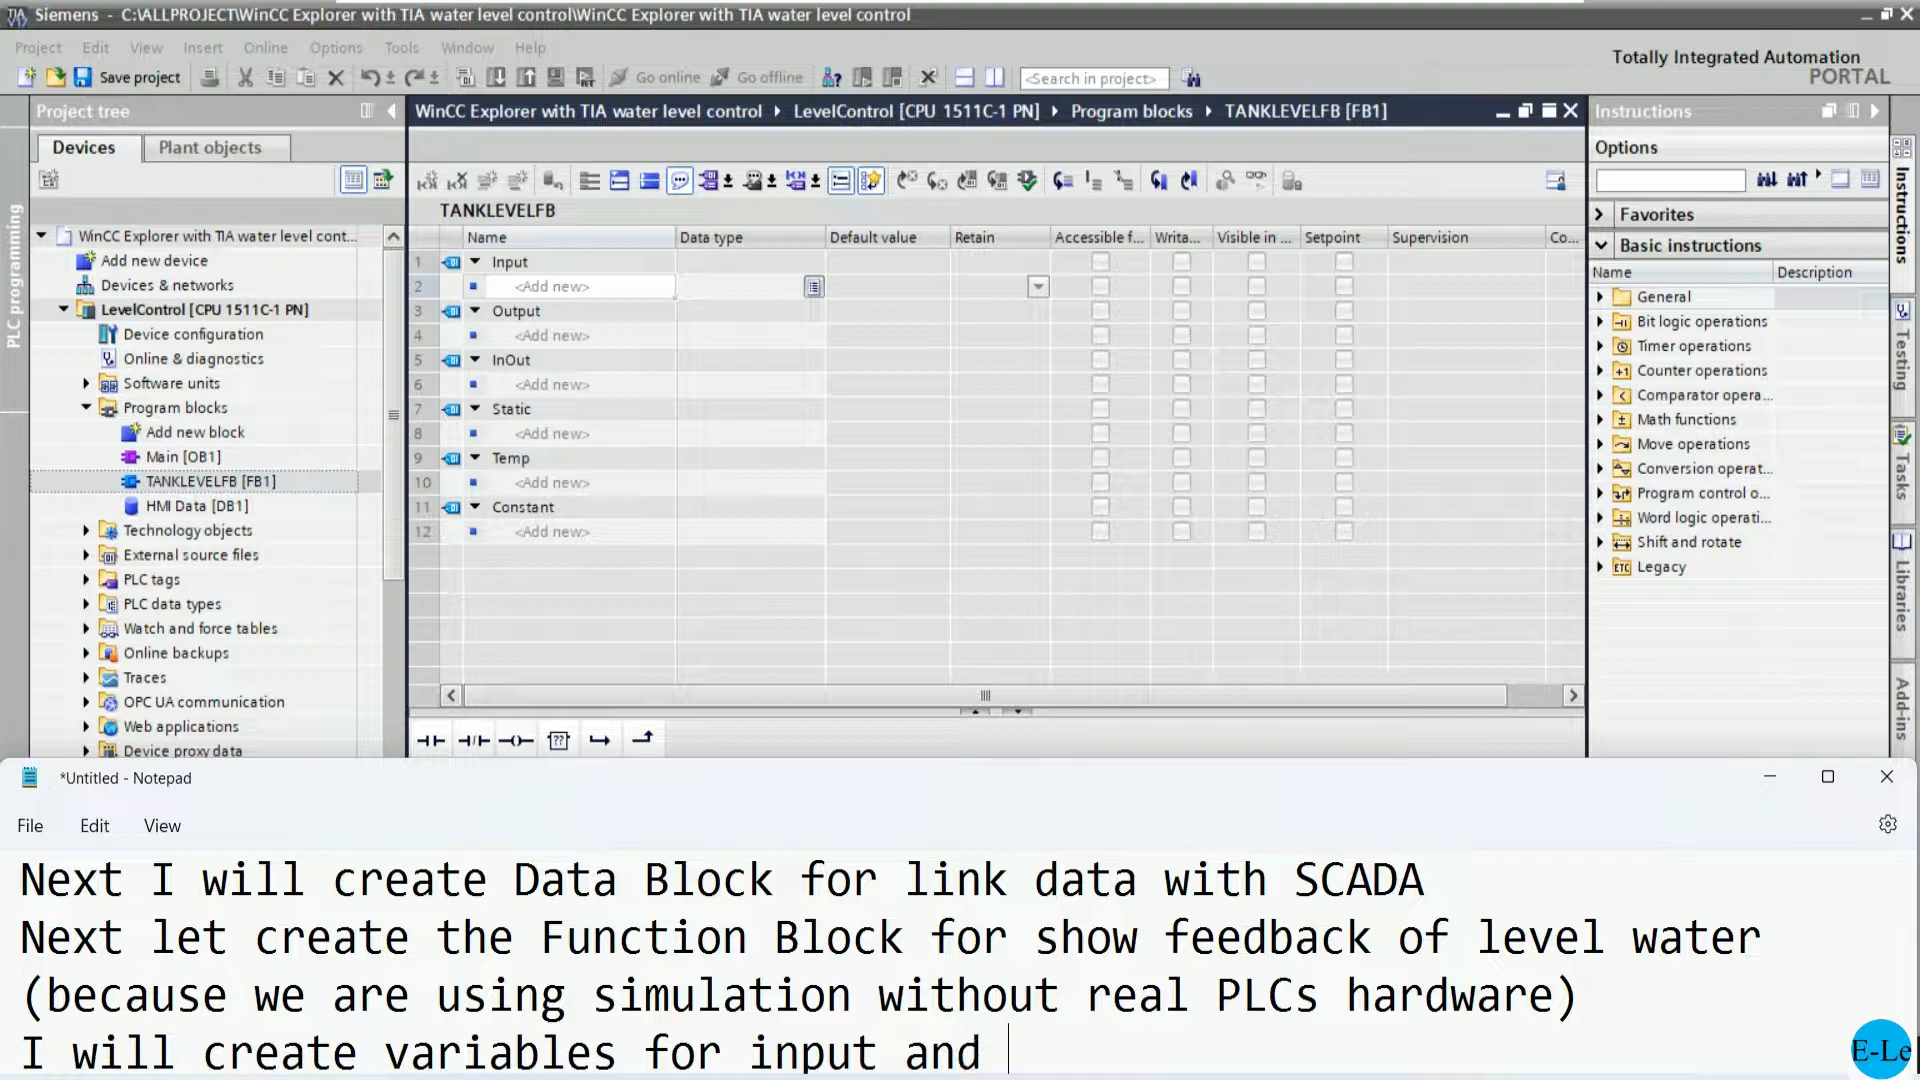 Siemens - C:\ALLPROJECT\WinCC Explorer with TIA water level control\WinCC Explorer with TIA water level control
Project Edit View Insert Online Options Tools Window Help
Totally Integrated Automation
PORTAL
Save project
Go online
Go offline
<Search in project>
Project tree
WinCC Explorer with TIA water level control LevelControl [CPU 1511C-1 PN] Program blocks TANKLEVELFB [FB1]
Instructions
Devices
Plant objects
Options
PLC programming
TANKLEVELFB
Name Data type Default value Retain Accessible f... Writa... Visible in ... Setpoint Supervision Co...
1 Input
2 <Add new>
3 Output
4 <Add new>
5 InOut
6 <Add new>
7 Static
8 <Add new>
9 Temp
10 <Add new>
11 Constant
12 <Add new>
WinCC Explorer with TIA water level cont...
Add new device
Devices & networks
LevelControl [CPU 1511C-1 PN]
Device configuration
Online & diagnostics
Software units
Program blocks
Add new block
Main [OB1]
TANKLEVELFB [FB1]
HMI Data [DB1]
Technology objects
External source files
PLC tags
PLC data types
Watch and force tables
Online backups
Traces
OPC UA communication
Web applications
Device proxy data
Favorites
Basic instructions
Name Description
General
Bit logic operations
Timer operations
Counter operations
Comparator opera...
Math functions
Move operations
Conversion operat...
Program control o...
Word logic operati...
Shift and rotate
Legacy
Instructions
Testing
Tasks
Libraries
Add-ins
*Untitled - Notepad
File Edit View
Next I will create Data Block for link data with SCADA
Next let create the Function Block for show feedback of level water
(because we are using simulation without real PLCs hardware)
I will create variables for input and
E-Le